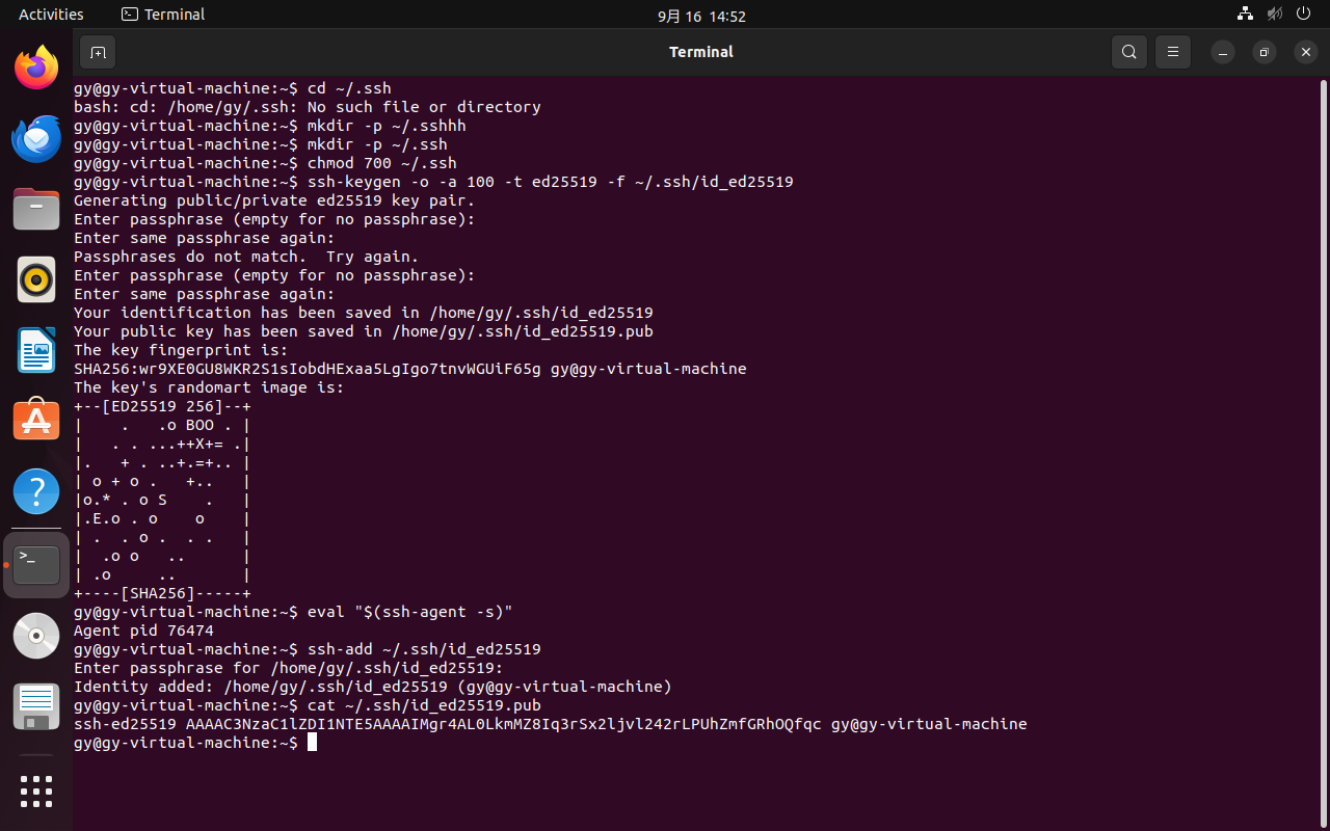 Activities
Terminal
9月 16 14:52
Terminal
gy@gy-virtual-machine:~$ cd ~/.ssh
bash: cd: /home/gy/.ssh: No such file or directory
gy@gy-virtual-machine:~$ mkdir -p ~/.sshhh
gy@gy-virtual-machine:~$ mkdir -p ~/.ssh
gy@gy-virtual-machine:~$ chmod 700 ~/.ssh
gy@gy-virtual-machine:~$ ssh-keygen -o -a 100 -t ed25519 -f ~/.ssh/id_ed25519
Generating public/private ed25519 key pair.
Enter passphrase (empty for no passphrase):
Enter same passphrase again:
Passphrases do not match.  Try again.
Enter passphrase (empty for no passphrase):
Enter same passphrase again:
Your identification has been saved in /home/gy/.ssh/id_ed25519
Your public key has been saved in /home/gy/.ssh/id_ed25519.pub
The key fingerprint is:
SHA256:wr9XE0GU8WKR2S1sIobdHExaa5LgIgo7tnvWGUiF65g gy@gy-virtual-machine
The key's randomart image is:
+--[ED25519 256]--+
|    .   .o BOO . |
|   . . ...++X+= .|
|.   + . ..+.=+.. |
| o + o .   +..   |
|o.* . o S    .   |
|.E.o . o    o    |
| .  . o .  . .   |
|  .o o   ..      |
| .o     ..       |
+----[SHA256]-----+
gy@gy-virtual-machine:~$ eval "$(ssh-agent -s)"
Agent pid 76474
gy@gy-virtual-machine:~$ ssh-add ~/.ssh/id_ed25519
Enter passphrase for /home/gy/.ssh/id_ed25519:
Identity added: /home/gy/.ssh/id_ed25519 (gy@gy-virtual-machine)
gy@gy-virtual-machine:~$ cat ~/.ssh/id_ed25519.pub
ssh-ed25519 AAAAC3NzaC1lZDI1NTE5AAAAIMgr4AL0LkmMZ8Iq3rSx2ljvl242rLPUhZmfGRhOQfqc gy@gy-virtual-machine
gy@gy-virtual-machine:~$